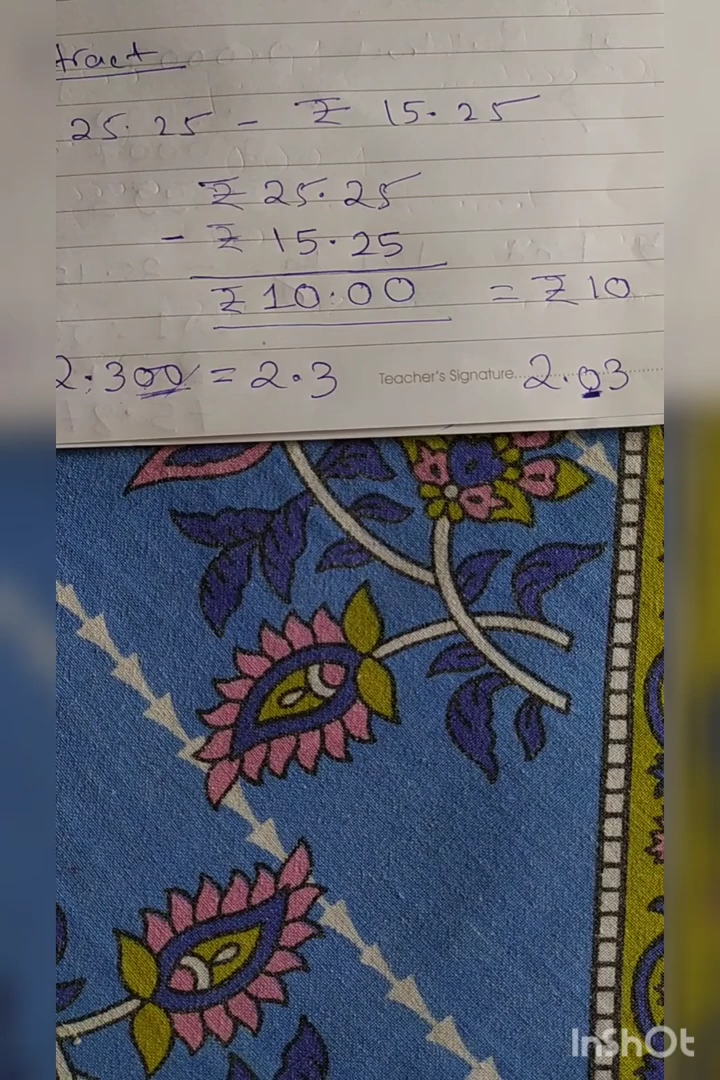 tract
25.25 - ₹ 15.25
₹ 25.25
- ₹ 15.25
₹ 10.00 = ₹ 10
2.300 = 2.3 Teacher's Signature 2.03
InShOt